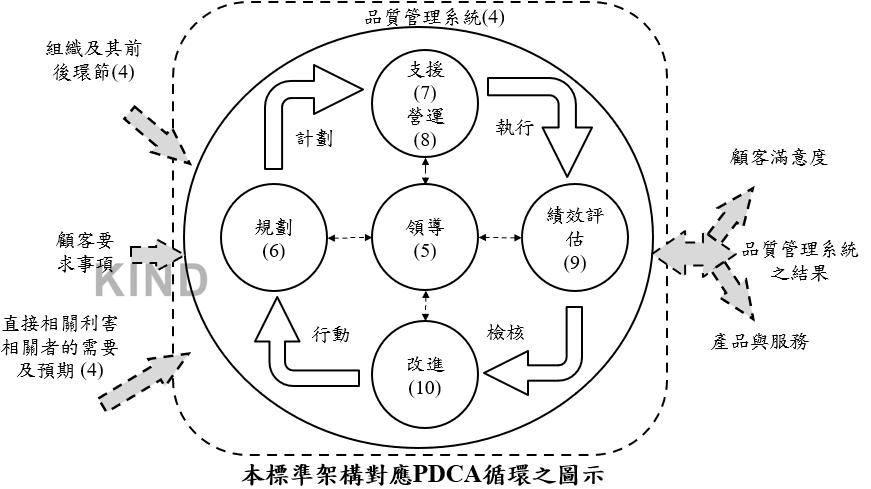 品質管理系統(4)
組織及其前
後環節(4)
支援
(7)
營運
(8)
計劃
執行
顧客滿意度
顧客要
求事項
規劃
(6)
領導
(5)
績效評
估
(9)
品質管理系統
之結果
KIND
直接相關利害
相關者的需要
及預期 (4)
行動
檢核
產品與服務
改進
(10)
本標準架構對應PDCA循環之圖示